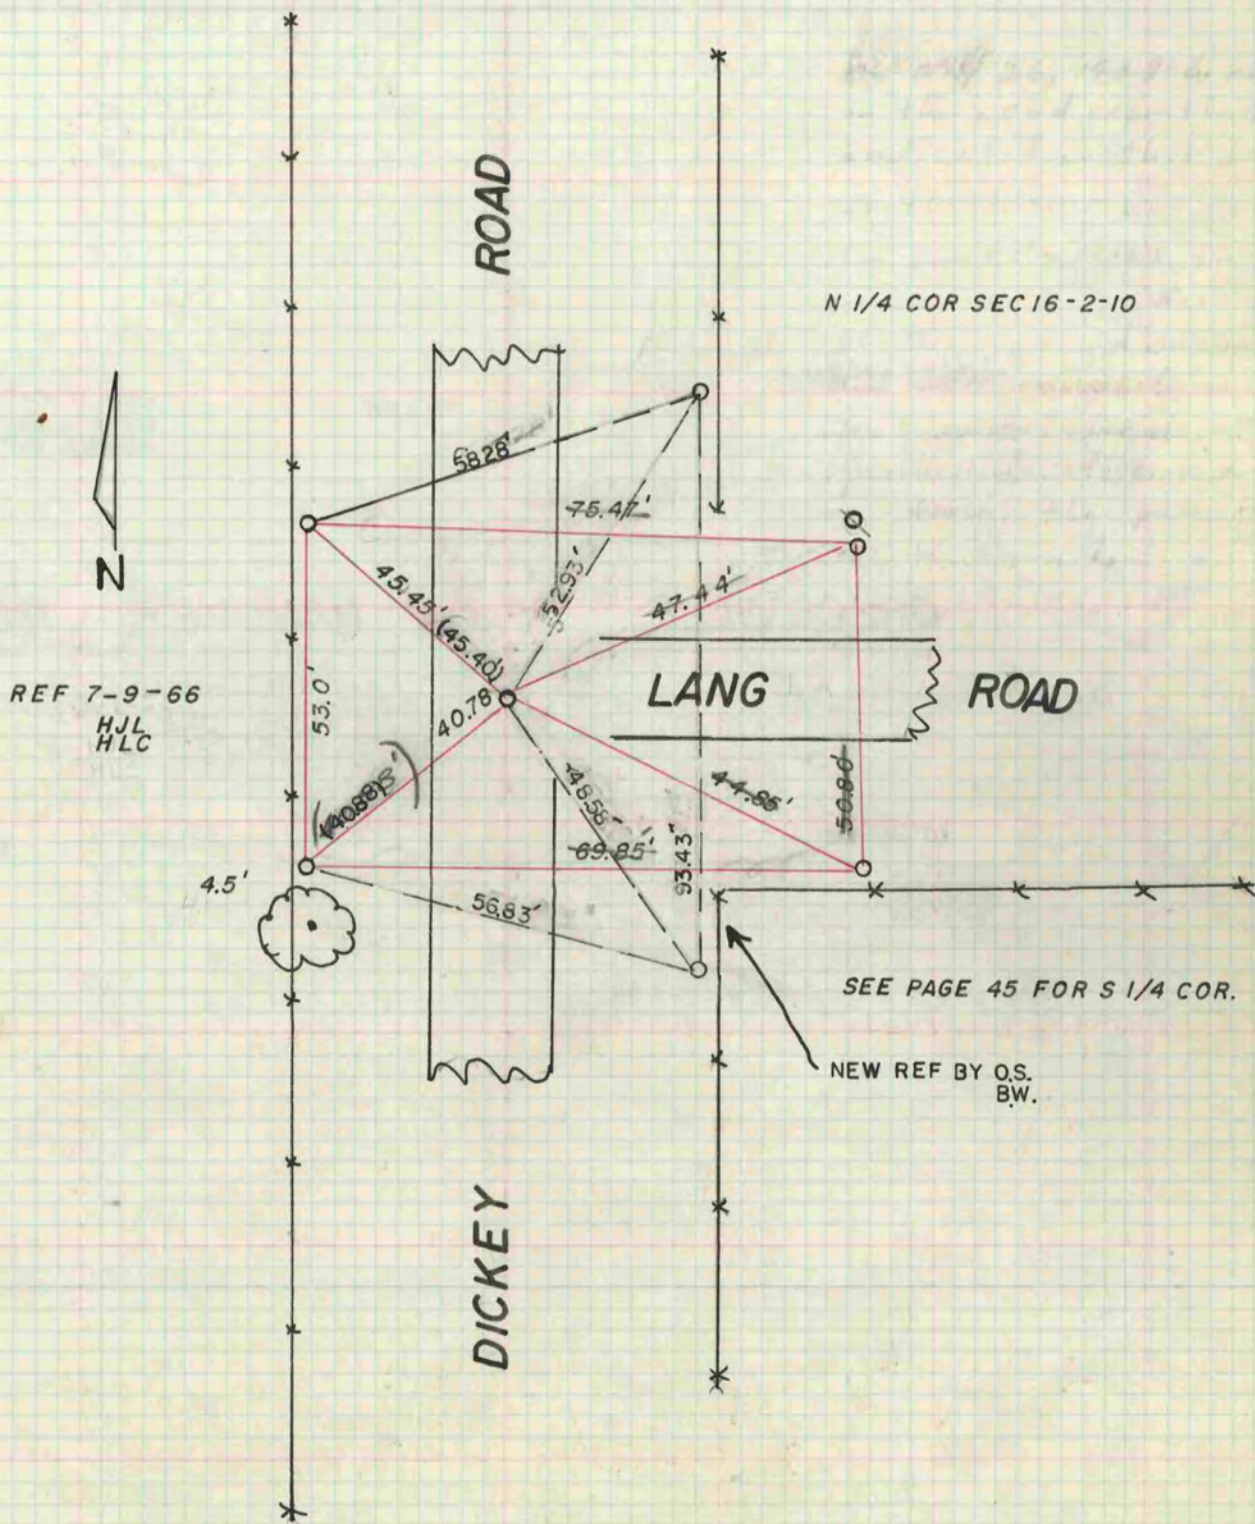 ROAD
N 1/4 COR SEC 16-2-10
N
58.28'
75.47'
52.93'
47.44'
45.45' (45.40')
REF 7-9-66
HJL
HLC
53.0'
40.78
(40.88)
LANG ROAD
48.58'
44.85'
50.80'
69.85'
93.43"
4.5'
56.83'
SEE PAGE 45 FOR S 1/4 COR.
NEW REF BY O.S.
B.W.
DICKEY